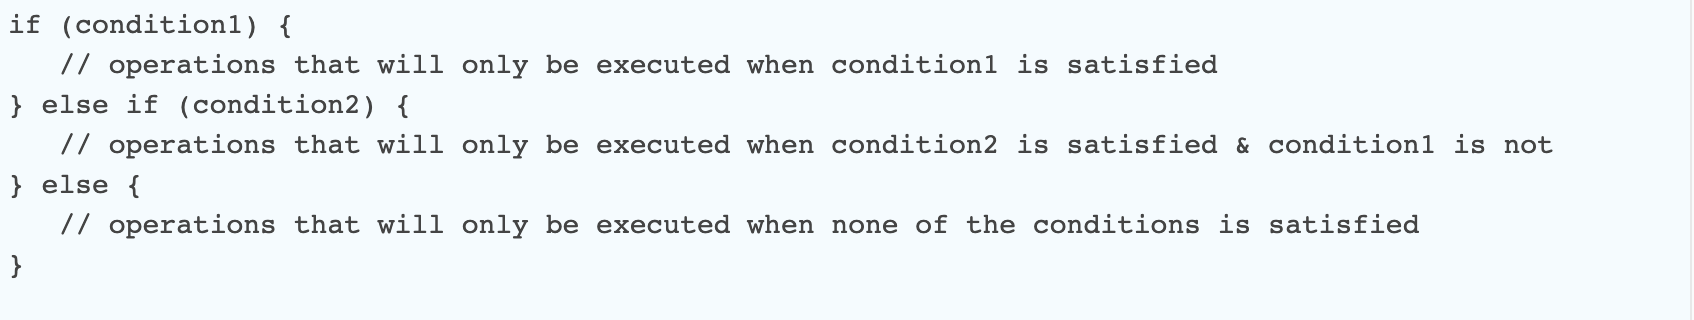 if (condition1) {
   // operations that will only be executed when condition1 is satisfied
} else if (condition2) {
   // operations that will only be executed when condition2 is satisfied & condition1 is not
} else {
   // operations that will only be executed when none of the conditions is satisfied
}